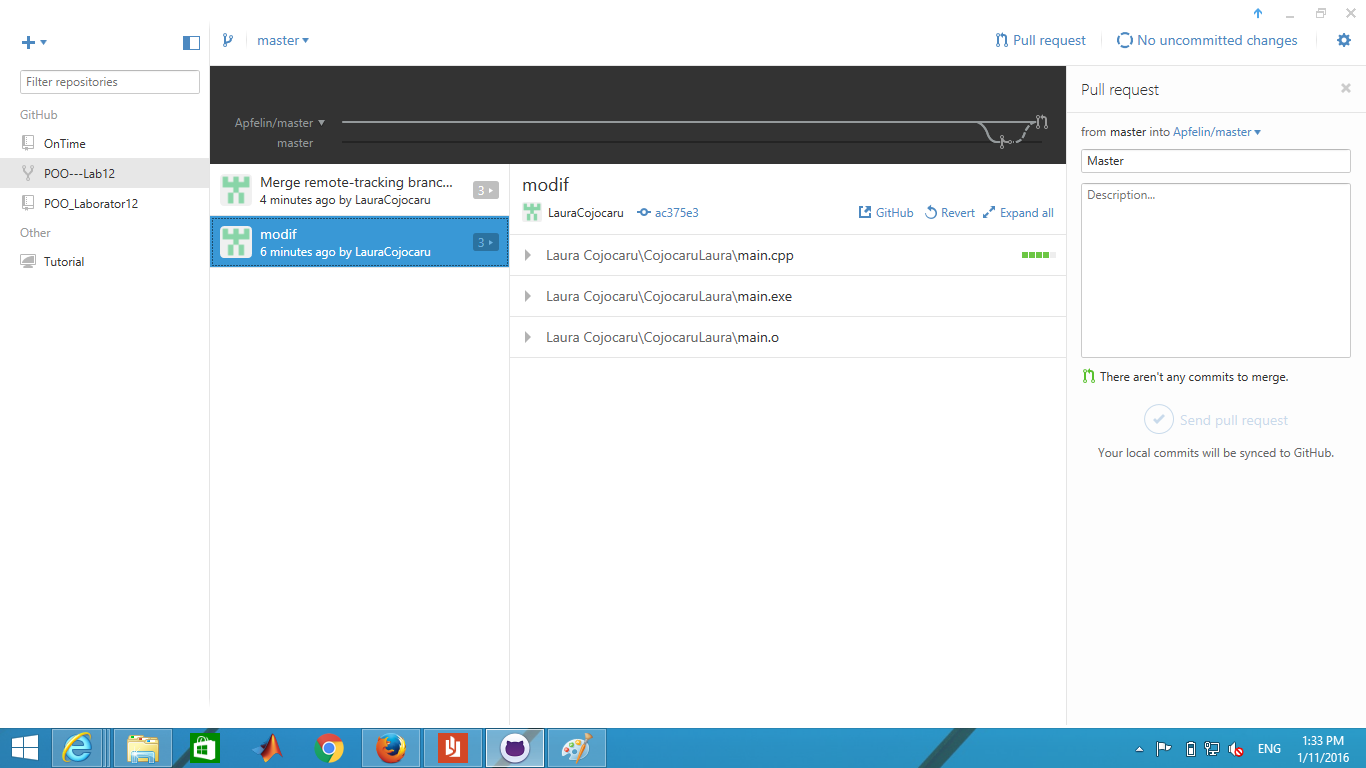 master
Pull request
No uncommitted changes
Filter repositories
GitHub
OnTime
POO---Lab12
POO_Laborator12
Other
Tutorial
Apfelin/master
master
Merge remote-tracking branc...
4 minutes ago by LauraCojocaru
3
modif
6 minutes ago by LauraCojocaru
3
modif
LauraCojocaru
ac375e3
GitHub
Revert
Expand all
Laura Cojocaru\CojocaruLaura\main.cpp
Laura Cojocaru\CojocaruLaura\main.exe
Laura Cojocaru\CojocaruLaura\main.o
Pull request
from master into Apfelin/master
Master
Description...
There aren't any commits to merge.
Send pull request
Your local commits will be synced to GitHub.
ENG
1:33 PM
1/11/2016